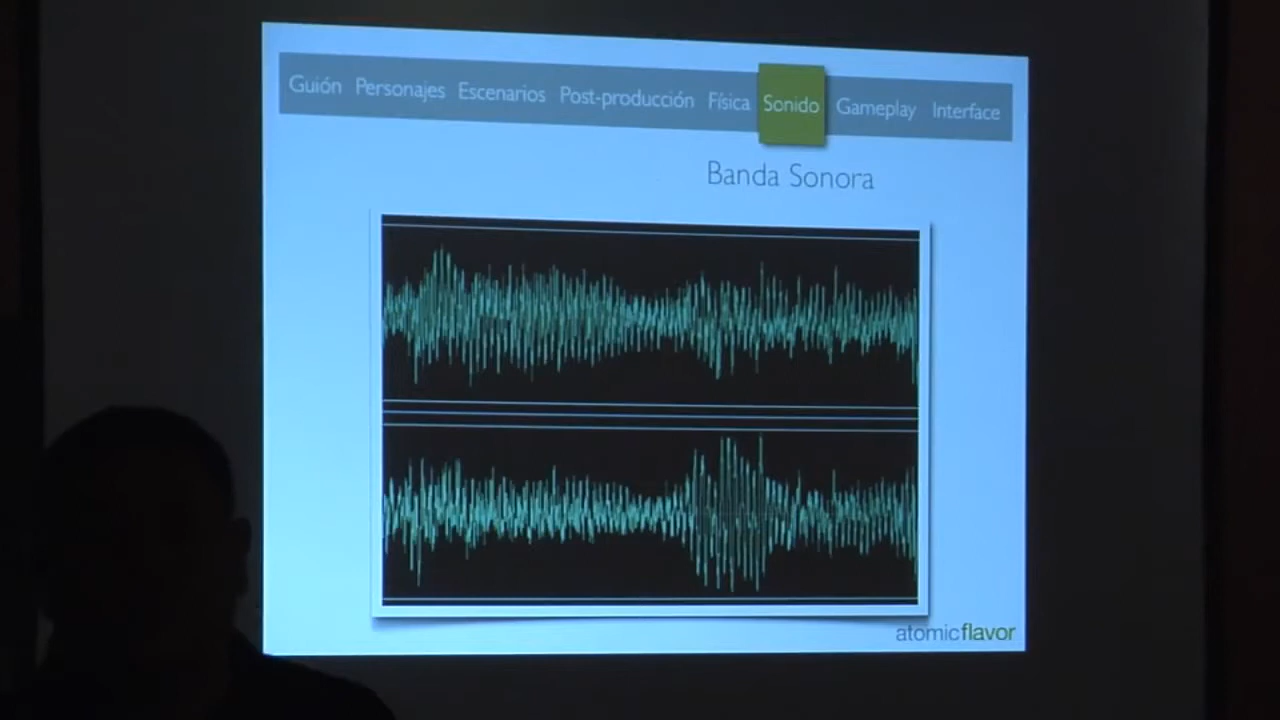 Guión Personajes Escenarios Post-producción Física Sonido Gameplay Interface
Banda Sonora
atomicflavor